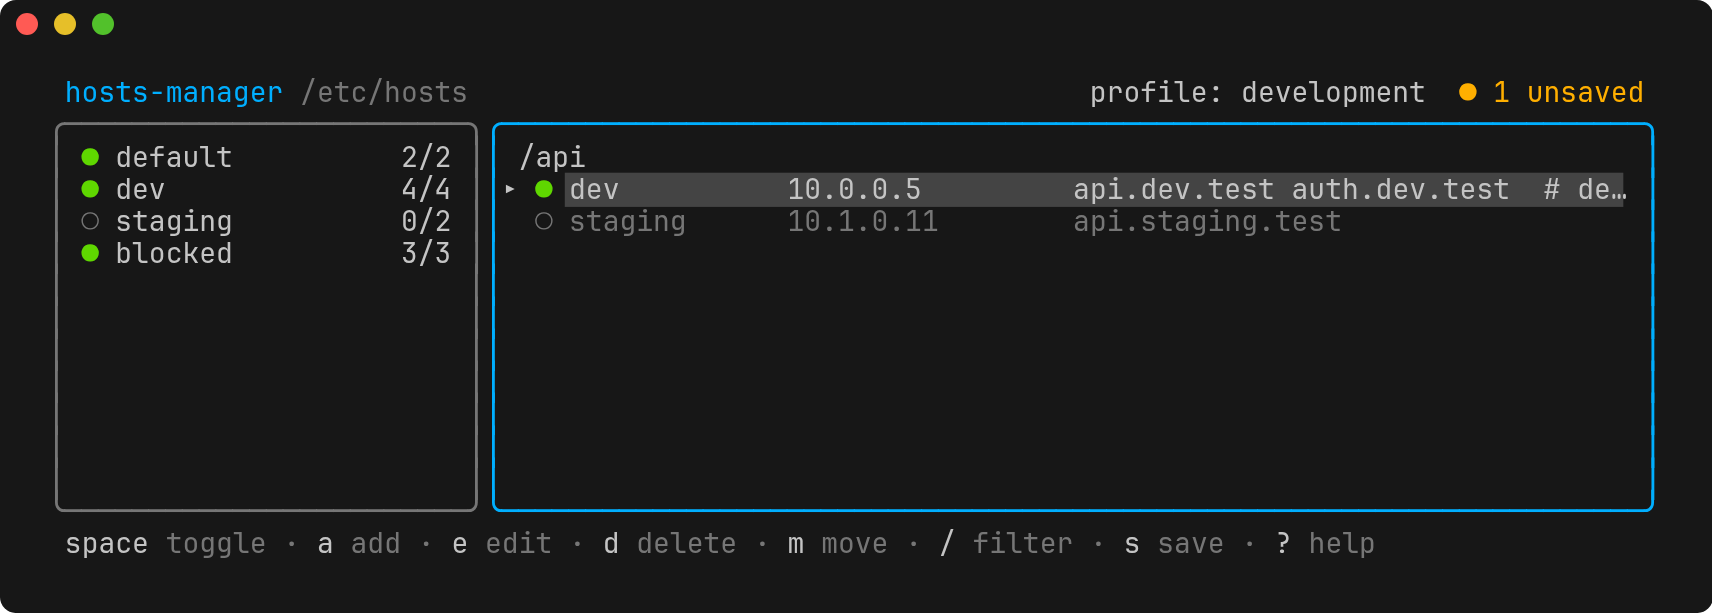 hosts-manager /etc/hosts profile: development ● 1 unsaved
● default 2/2
● dev 4/4
○ staging 0/2
● blocked 3/3
/api
▸ ● dev 10.0.0.5 api.dev.test auth.dev.test # de…
○ staging 10.1.0.11 api.staging.test
space toggle · a add · e edit · d delete · m move · / filter · s save · ? help